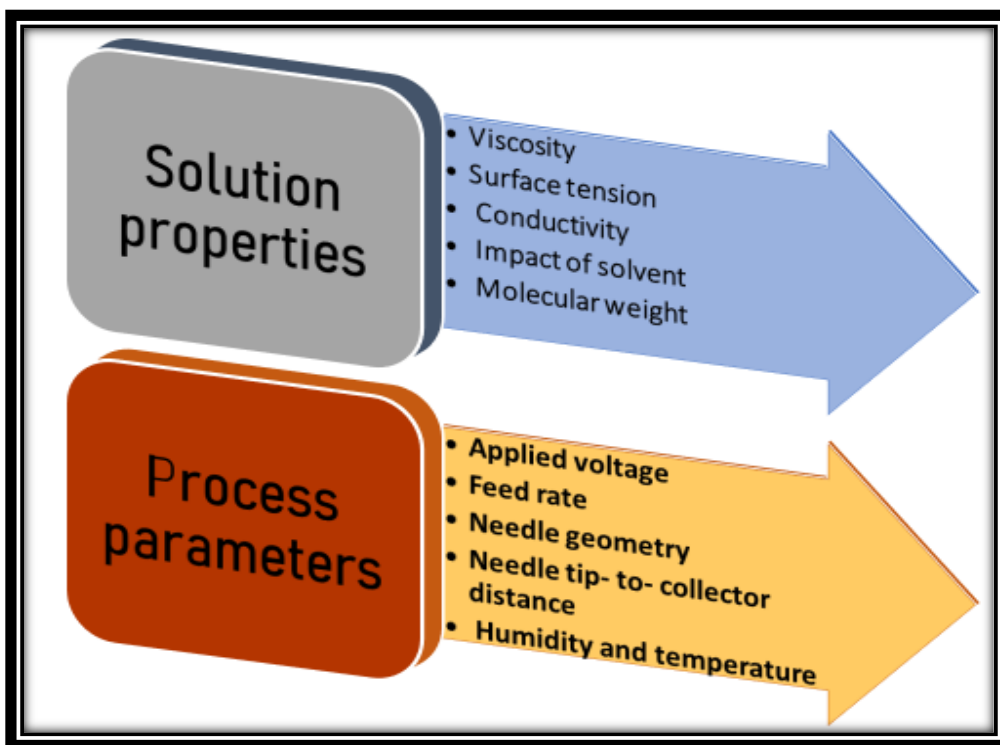 Solution
properties
• Viscosity
• Surface tension
• Conductivity
• Impact of solvent
• Molecular weight
Process
parameters
• Applied voltage
• Feed rate
• Needle geometry
• Needle tip- to- collector
distance
• Humidity and temperature